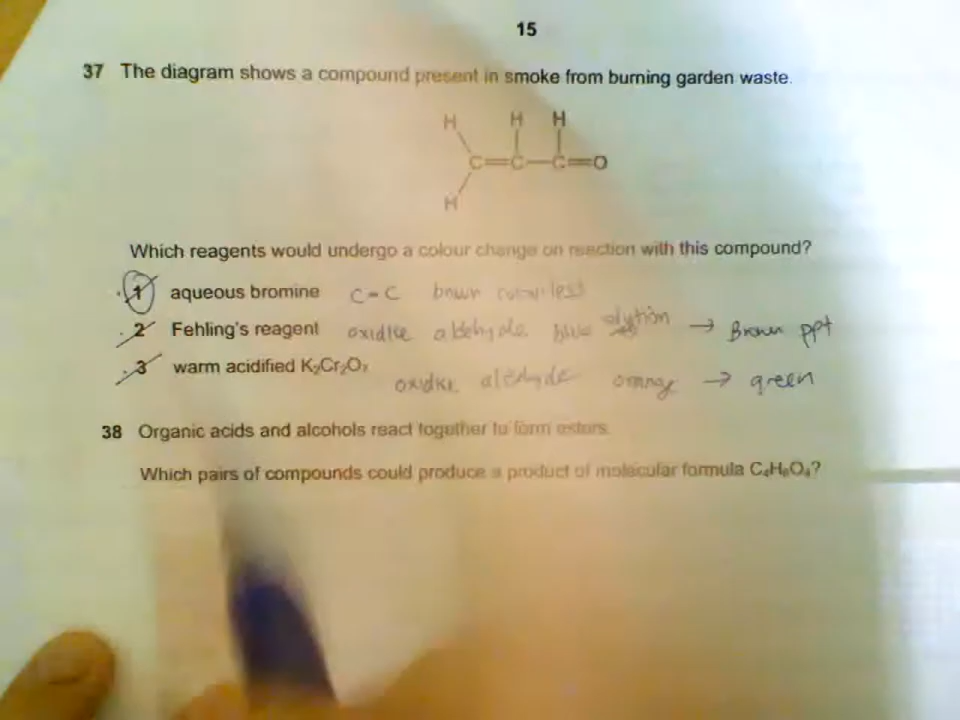 15
37 The diagram shows a compound present in smoke from burning garden waste.
H H H
C=C—C=O
H
Which reagents would undergo a colour change on reaction with this compound?
1 aqueous bromine C=C brown colourless
2 Fehling's reagent oxidise aldehyde blue solution → Brown ppt
3 warm acidified K₂Cr₂O₇
oxidise aldehyde orange → green
38 Organic acids and alcohols react together to form esters.
Which pairs of compounds could produce a product of molecular formula